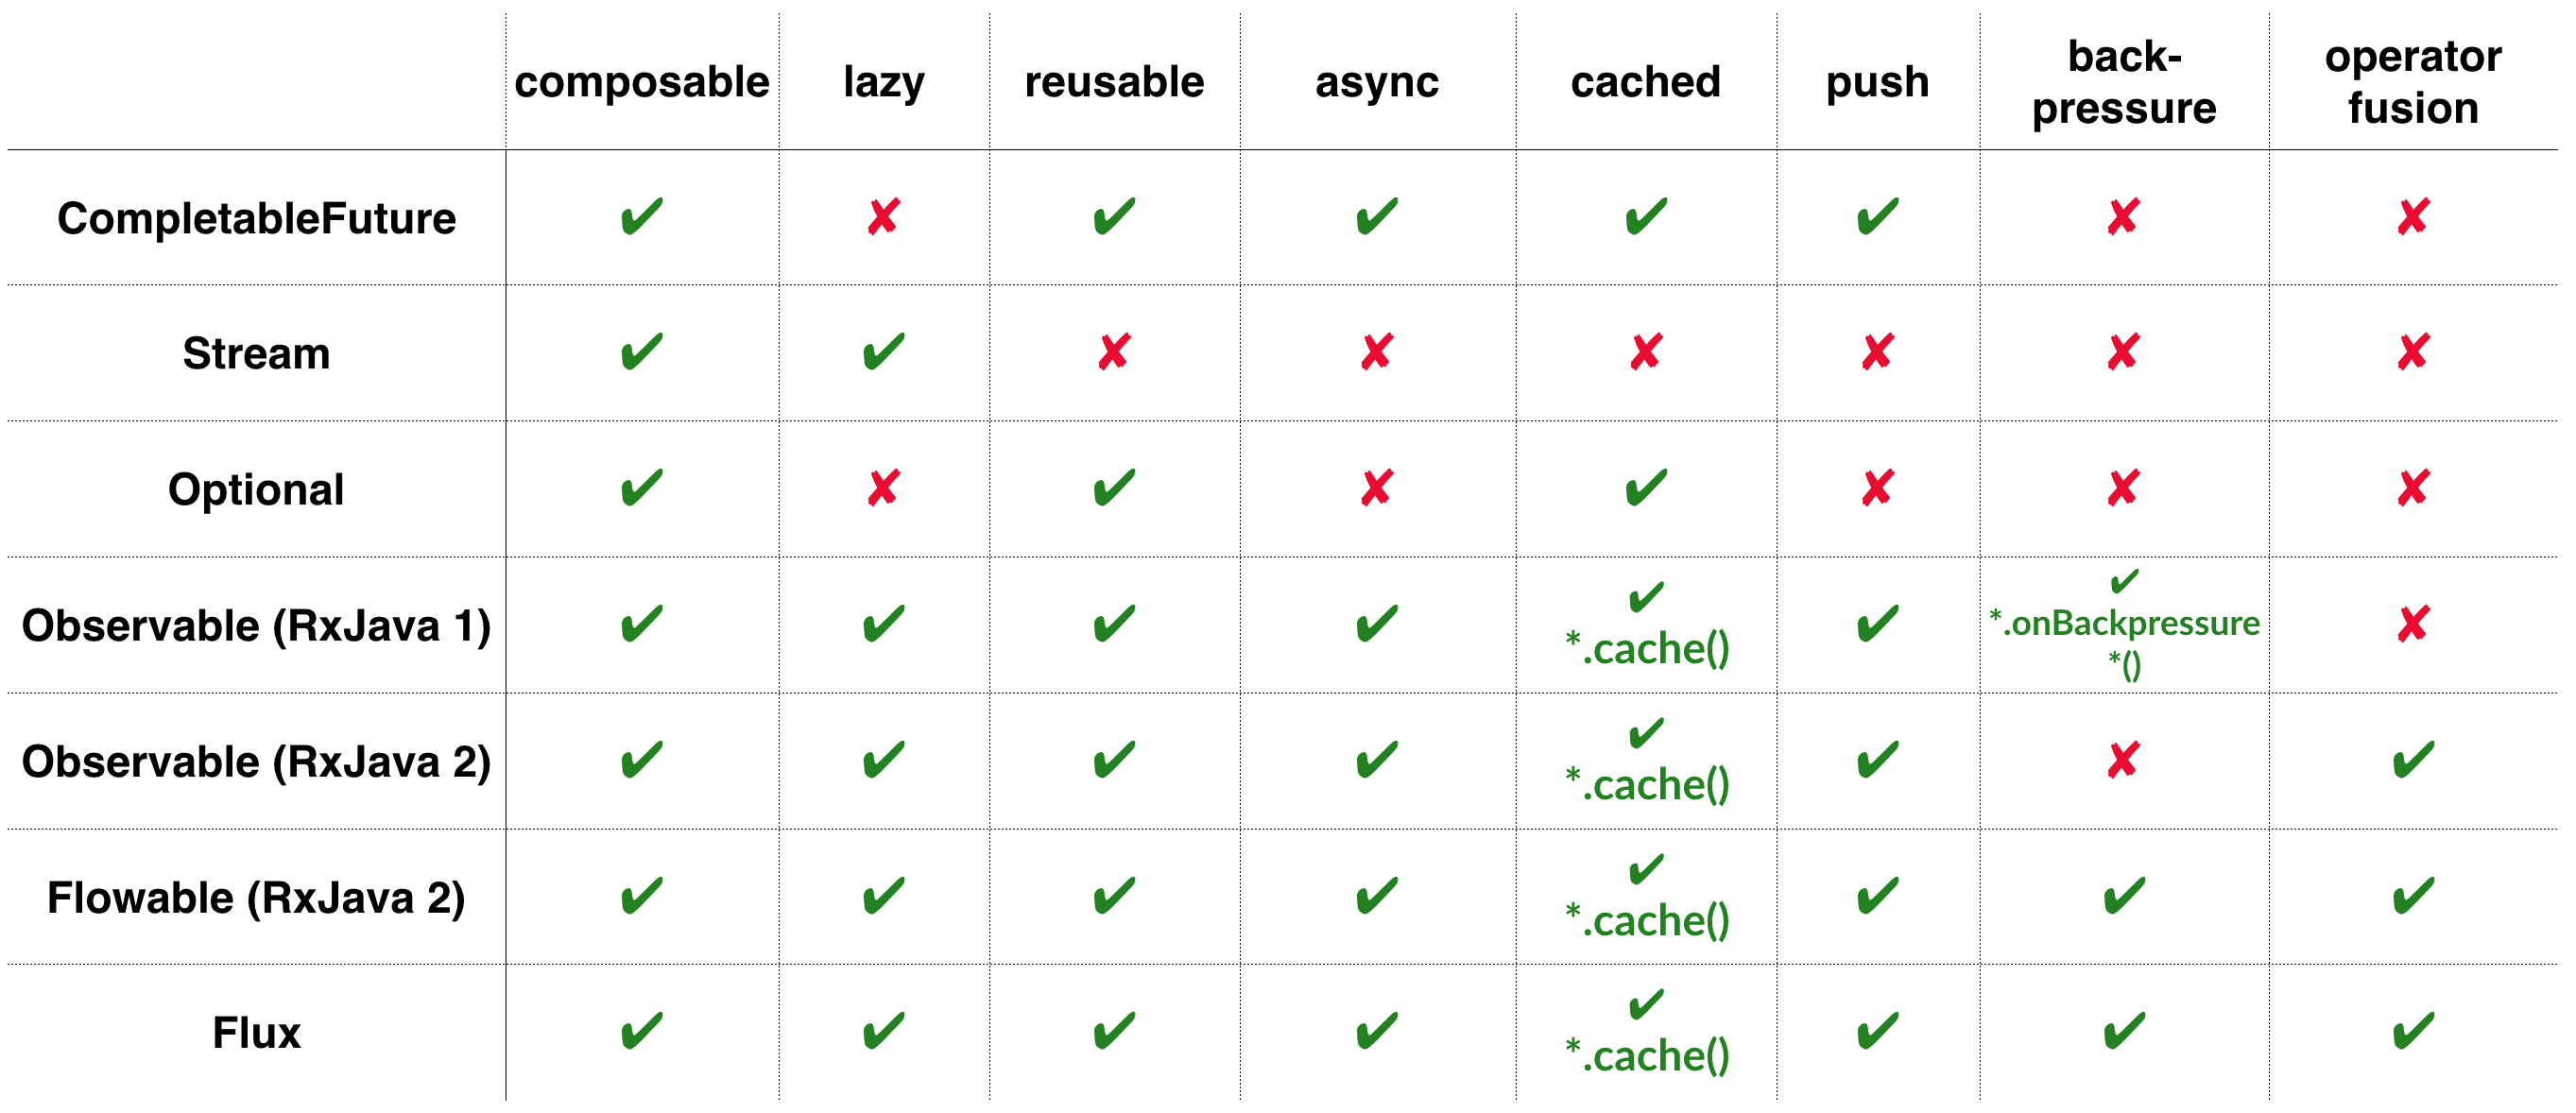 composable lazy reusable async cached push back-
pressure operator
fusion
CompletableFuture ✔ ✘ ✔ ✔ ✔ ✔ ✘ ✘
Stream ✔ ✔ ✘ ✘ ✘ ✘ ✘ ✘
Optional ✔ ✘ ✔ ✘ ✔ ✘ ✘ ✘
Observable (RxJava 1) ✔ ✔ ✔ ✔ ✔
*.cache() ✔ ✔
*.onBackpressure
*() ✘
Observable (RxJava 2) ✔ ✔ ✔ ✔ ✔
*.cache() ✔ ✘ ✔
Flowable (RxJava 2) ✔ ✔ ✔ ✔ ✔
*.cache() ✔ ✔ ✔
Flux ✔ ✔ ✔ ✔ ✔
*.cache() ✔ ✔ ✔